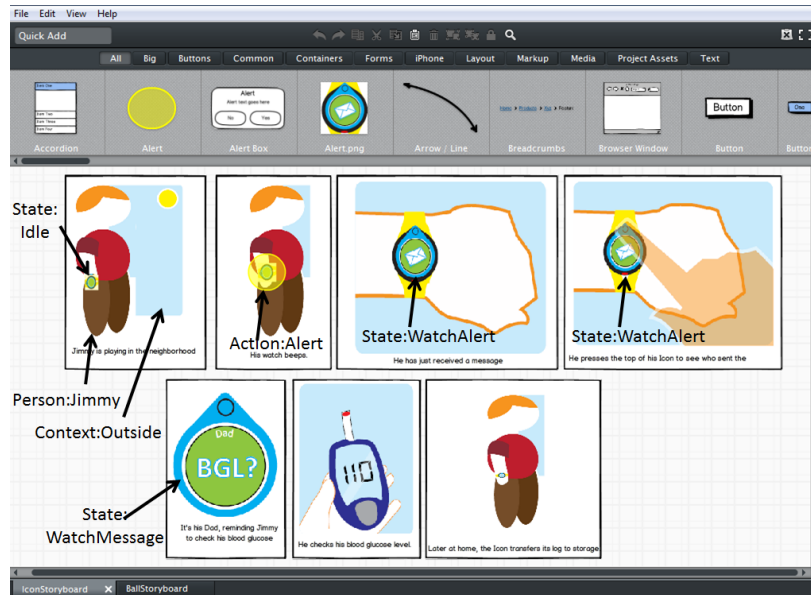 File Edit View Help
Quick Add
All Big Buttons Common Containers Forms iPhone Layout Markup Media Project Assets Text
Alert
Alert text goes here
No Yes
Button
Accordion Alert Alert Box Alert.png Arrow / Line Breadcrumbs Browser Window Button
State:
Idle
Jimmy is playing in the neighborhood
Action:Alert
His watch beeps.
State:WatchAlert
He has just received a message
State:WatchAlert
He presses the top of his Icon to see who sent the
Person:Jimmy
Context:Outside
State:
WatchMessage
Dad
BGL?
It's his Dad, reminding Jimmy
to check his blood glucose
110
He checks his blood glucose level.
Later at home, the Icon transfers its log to storage
IconStoryboard X BallStoryboard